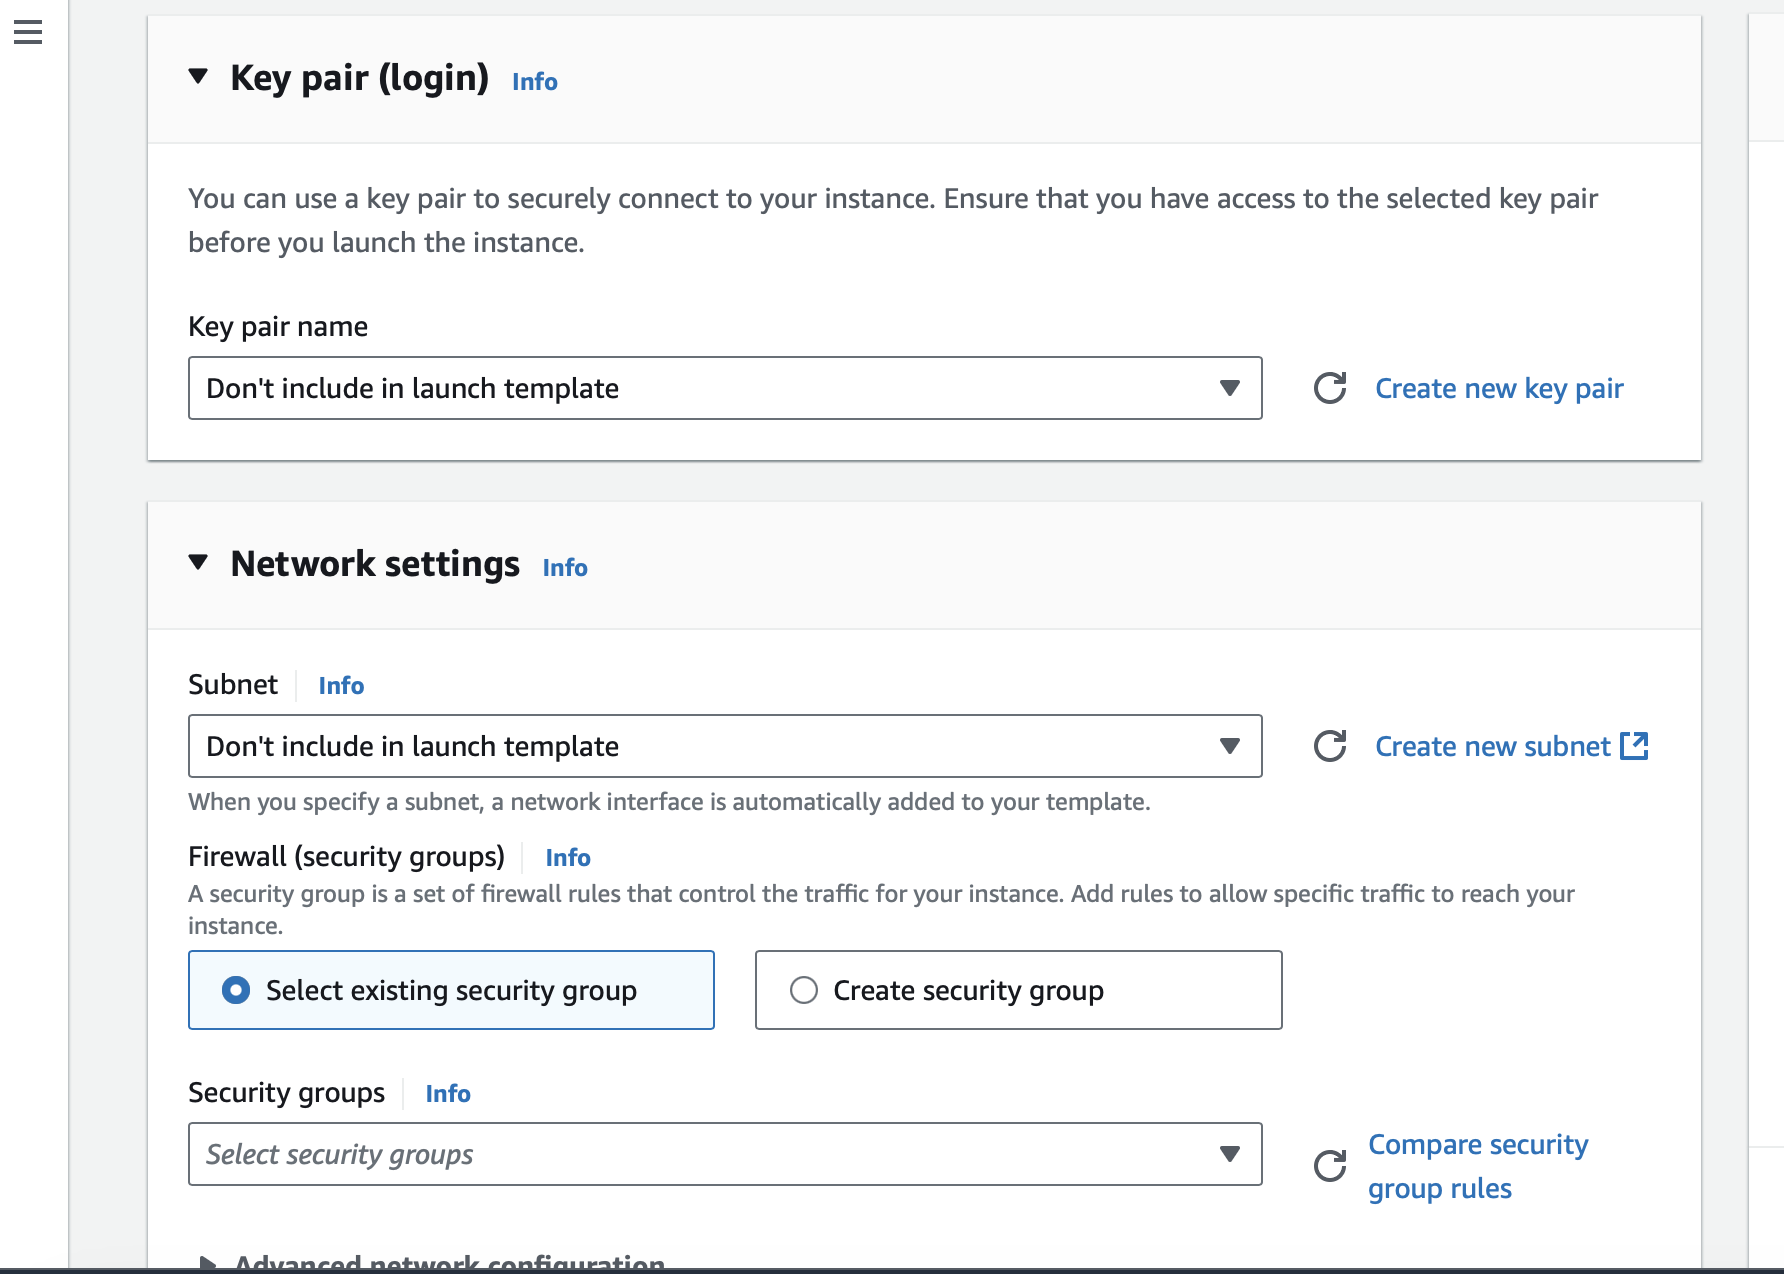 Key pair (login) Info
You can use a key pair to securely connect to your instance. Ensure that you have access to the selected key pair
before you launch the instance.
Key pair name
Don't include in launch template
Create new key pair
Network settings Info
Subnet Info
Don't include in launch template
Create new subnet
When you specify a subnet, a network interface is automatically added to your template.
Firewall (security groups) Info
A security group is a set of firewall rules that control the traffic for your instance. Add rules to allow specific traffic to reach your
instance.
Select existing security group
Create security group
Security groups Info
Select security groups
Compare security
group rules
Advanced network configuration